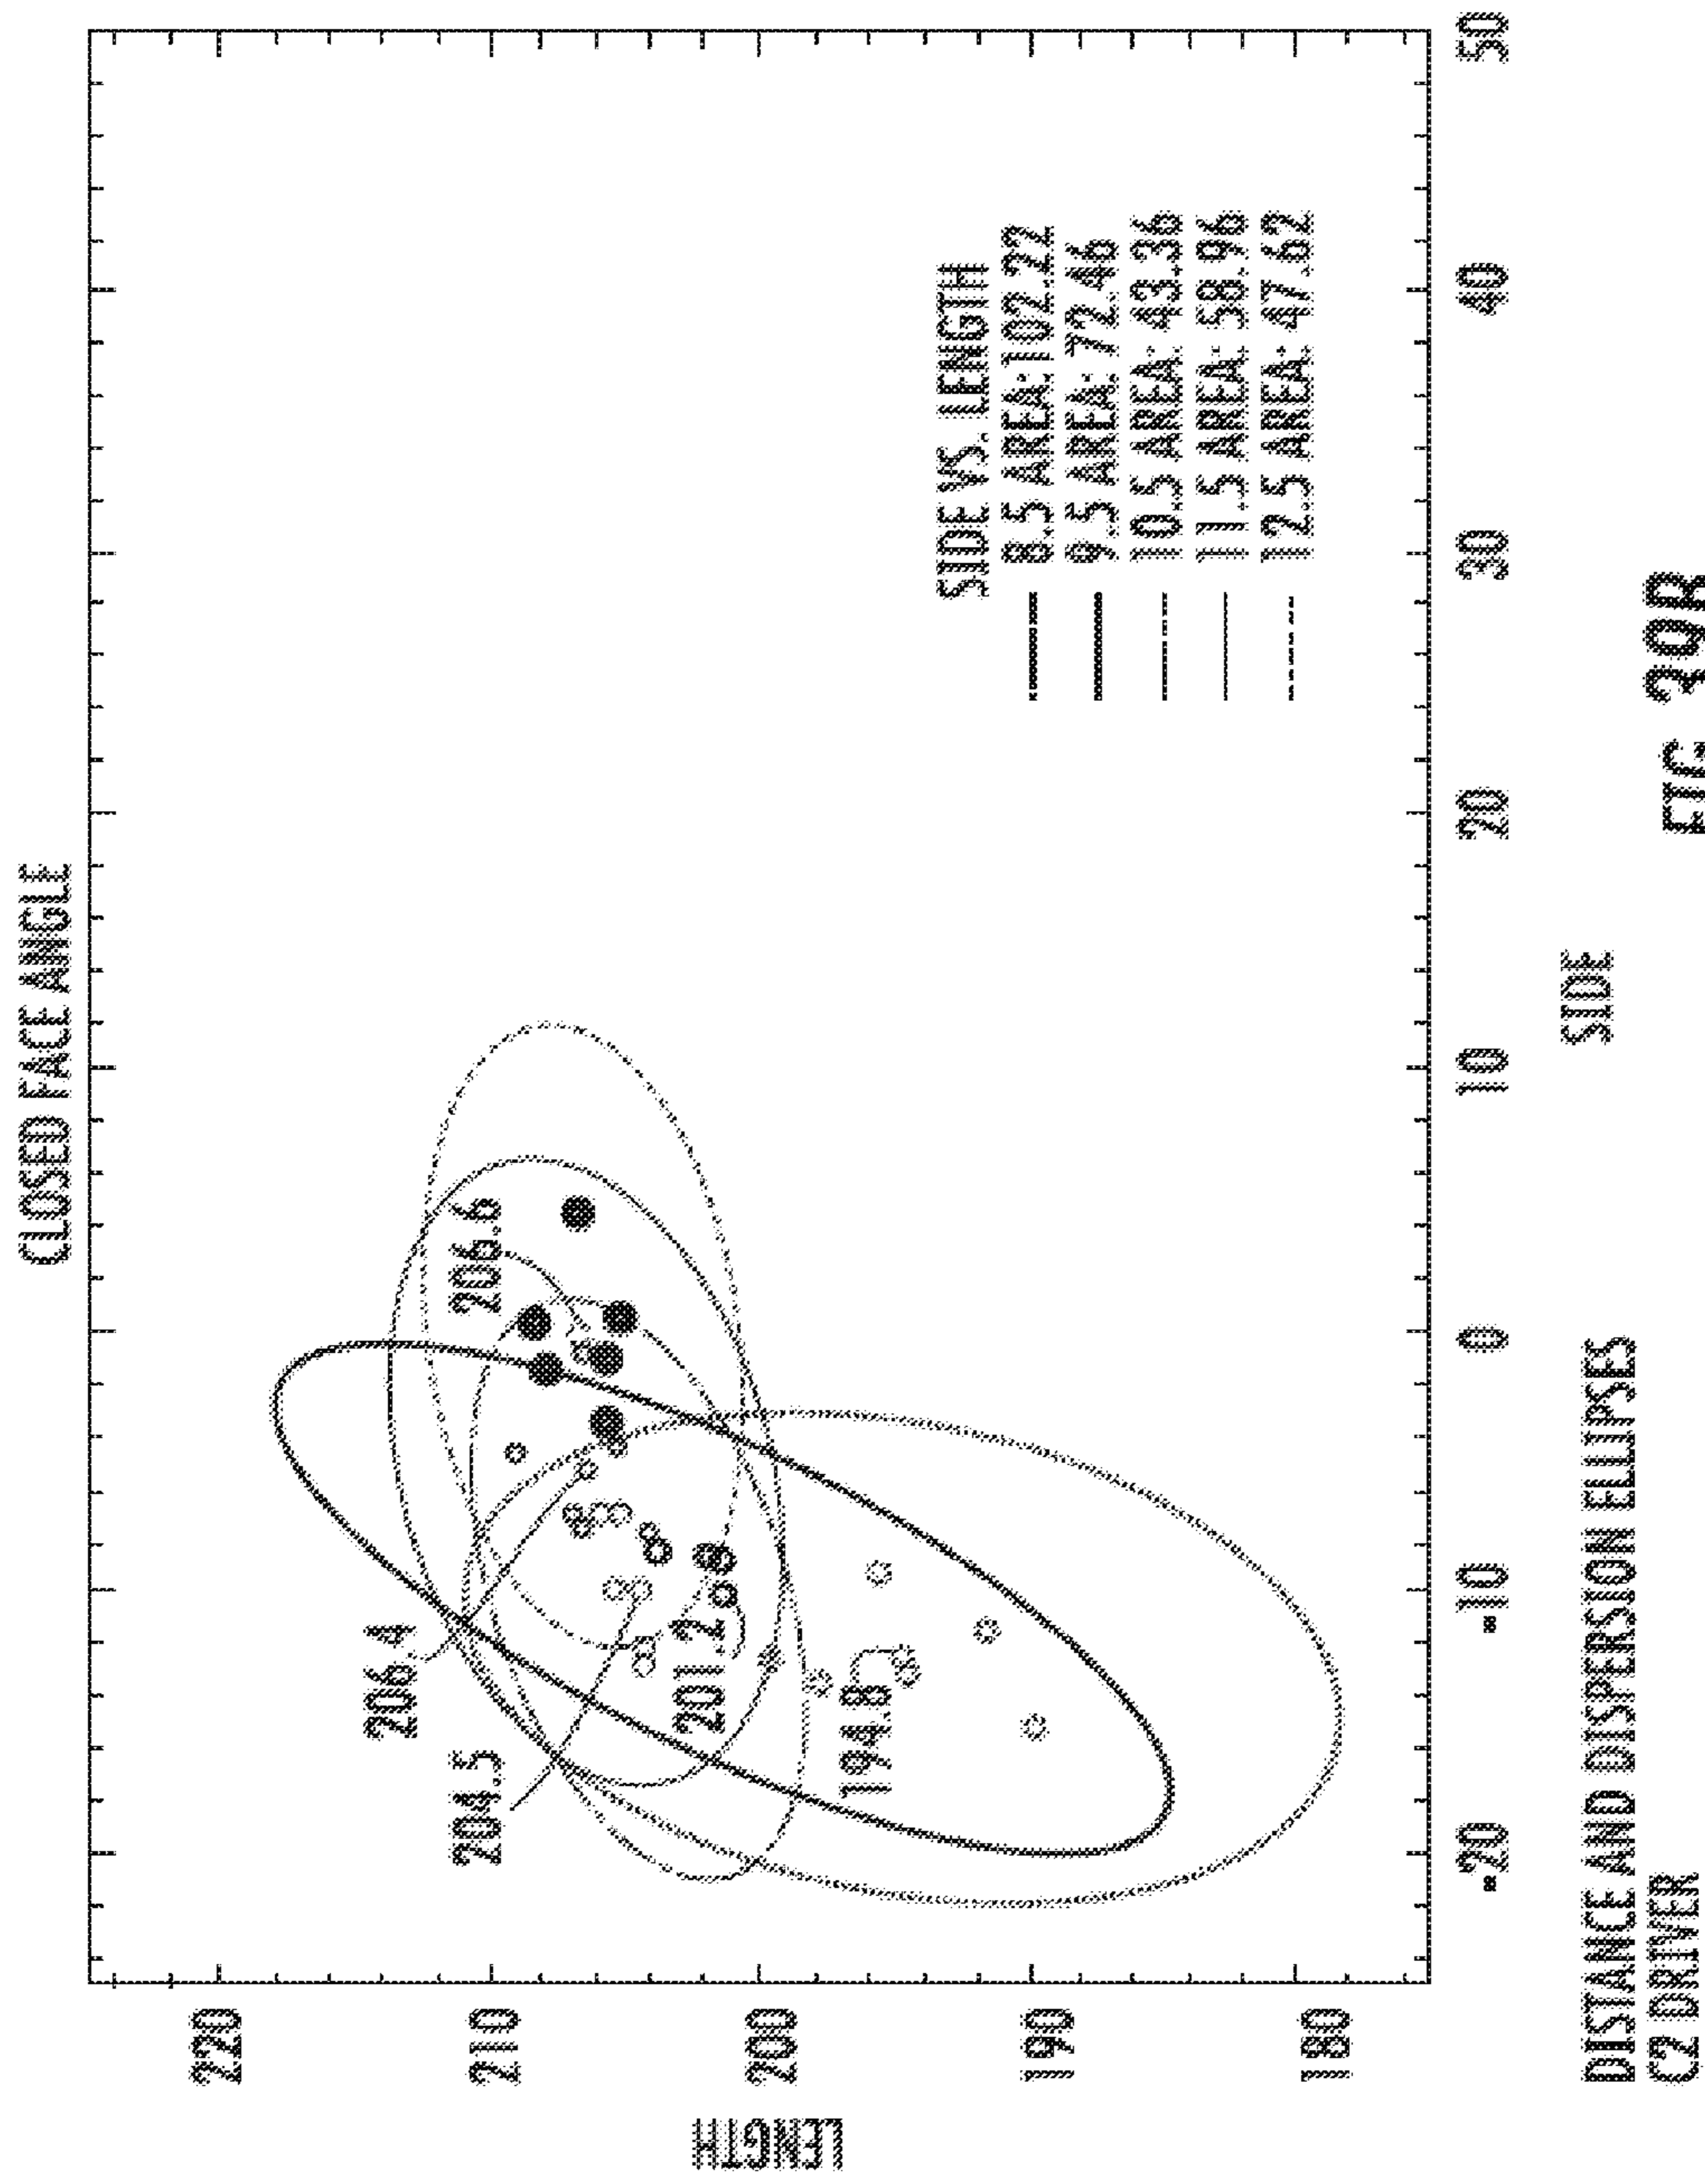 CLOSED FACE ANGLE
LENGTH
220
210
200
190
180
206.6
206.4
204.5
201.2
194.8
SIDE VS. LENGTH
8.5 AREA: 102.22
9.5 AREA: 72.46
10.5 AREA: 43.36
11.5 AREA: 58.96
12.5 AREA: 47.62
-20
-10
0
10
20
30
40
50
SIDE
DISTANCE AND DISPERSION ELLIPSES
C2 DRIVER